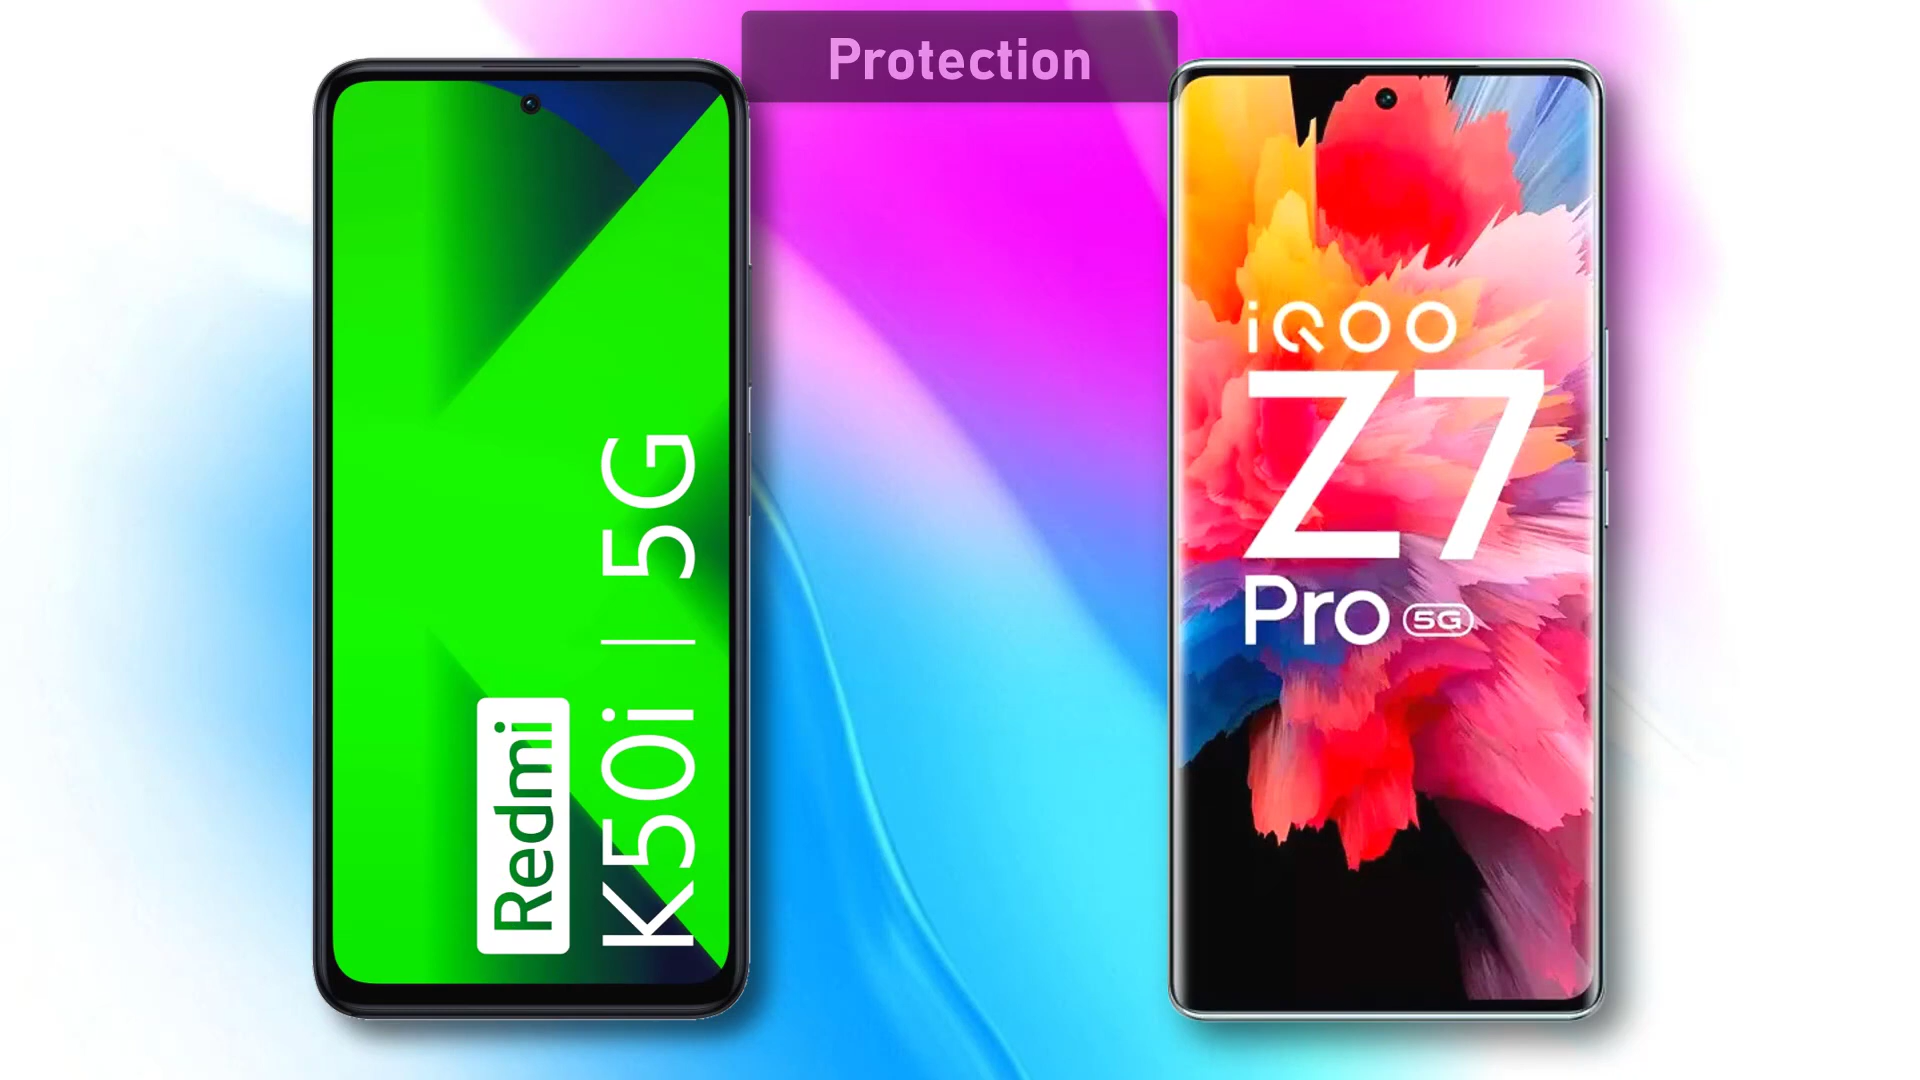 Protection
Redmi
K50i | 5G
iQOO
Z7
Pro 5G